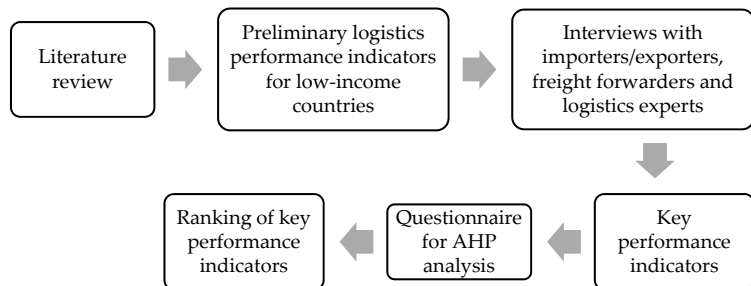 Literature
review
Preliminary logistics
performance indicators
for low-income
countries
Interviews with
importers/exporters,
freight forwarders and
logistics experts
Key
performance
indicators
Questionnaire
for AHP
analysis
Ranking of key
performance
indicators